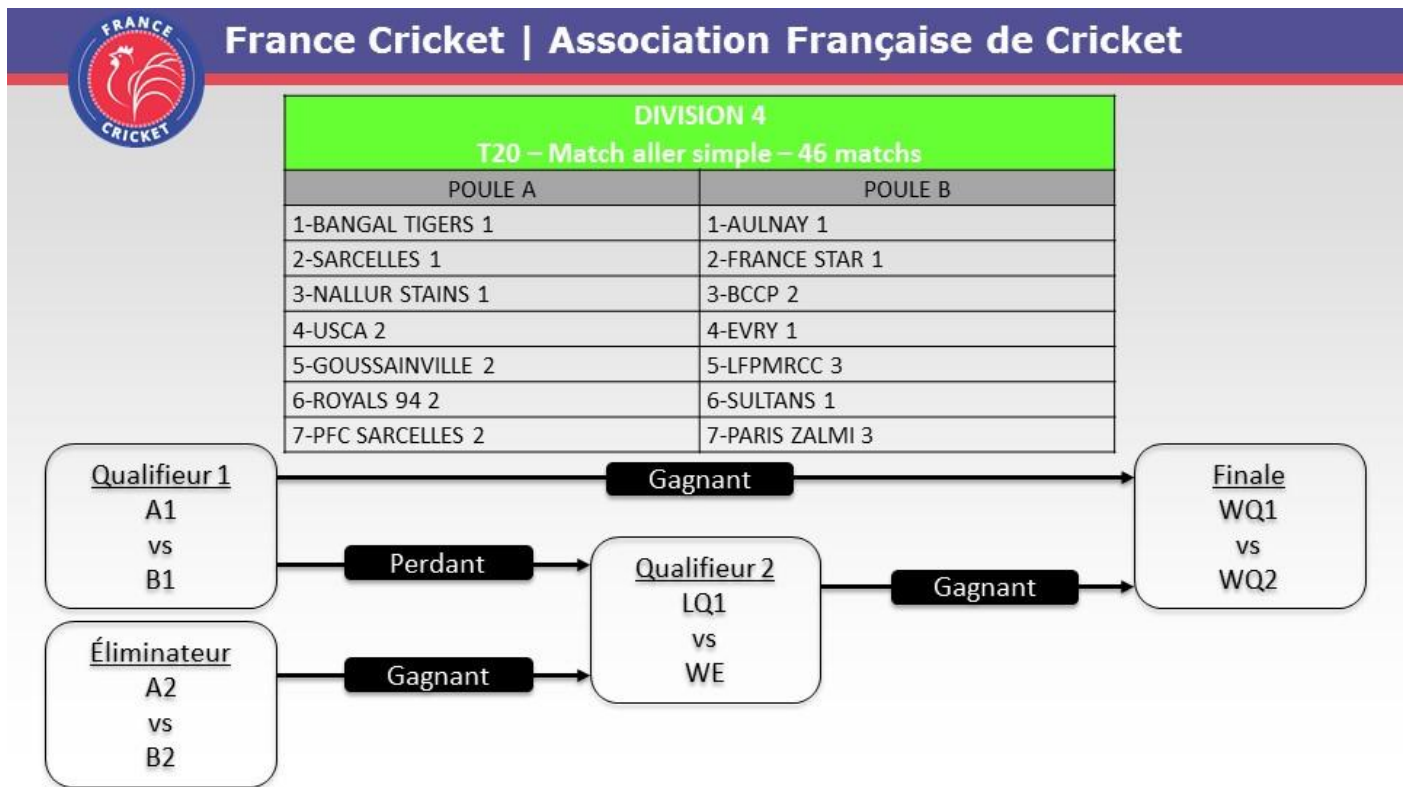 FRANCE
CRICKET
France Cricket | Association Française de Cricket
DIVISION 4
T20 – Match aller simple – 46 matchs
POULE A
POULE B
1-BANGAL TIGERS 1
1-AULNAY 1
2-SARCELLES 1
2-FRANCE STAR 1
3-NALLUR STAINS 1
3-BCCP 2
4-USCA 2
4-EVRY 1
5-GOUSSAINVILLE 2
5-LFPMRCC 3
6-ROYALS 94 2
6-SULTANS 1
7-PFC SARCELLES 2
7-PARIS ZALMI 3
Qualifieur 1
A1
vs
B1
Gagnant
Finale
WQ1
vs
WQ2
Perdant
Qualifieur 2
LQ1
vs
WE
Gagnant
Éliminateur
A2
vs
B2
Gagnant